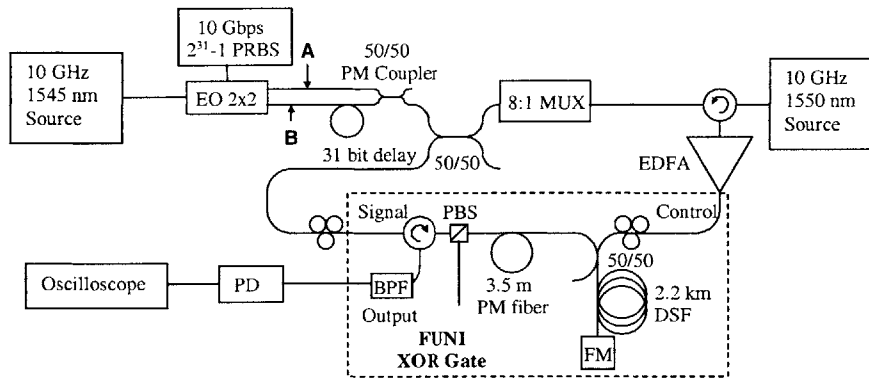 10 GHz
1545 nm
Source
10 Gbps
2³¹-1 PRBS
EO 2x2
A
B
50/50
PM Coupler
31 bit delay
50/50
8:1 MUX
10 GHz
1550 nm
Source
EDFA
Signal
PBS
Control
3.5 m
PM fiber
50/50
2.2 km
DSF
FM
Oscilloscope
PD
BPF
Output
FUNI
XOR Gate